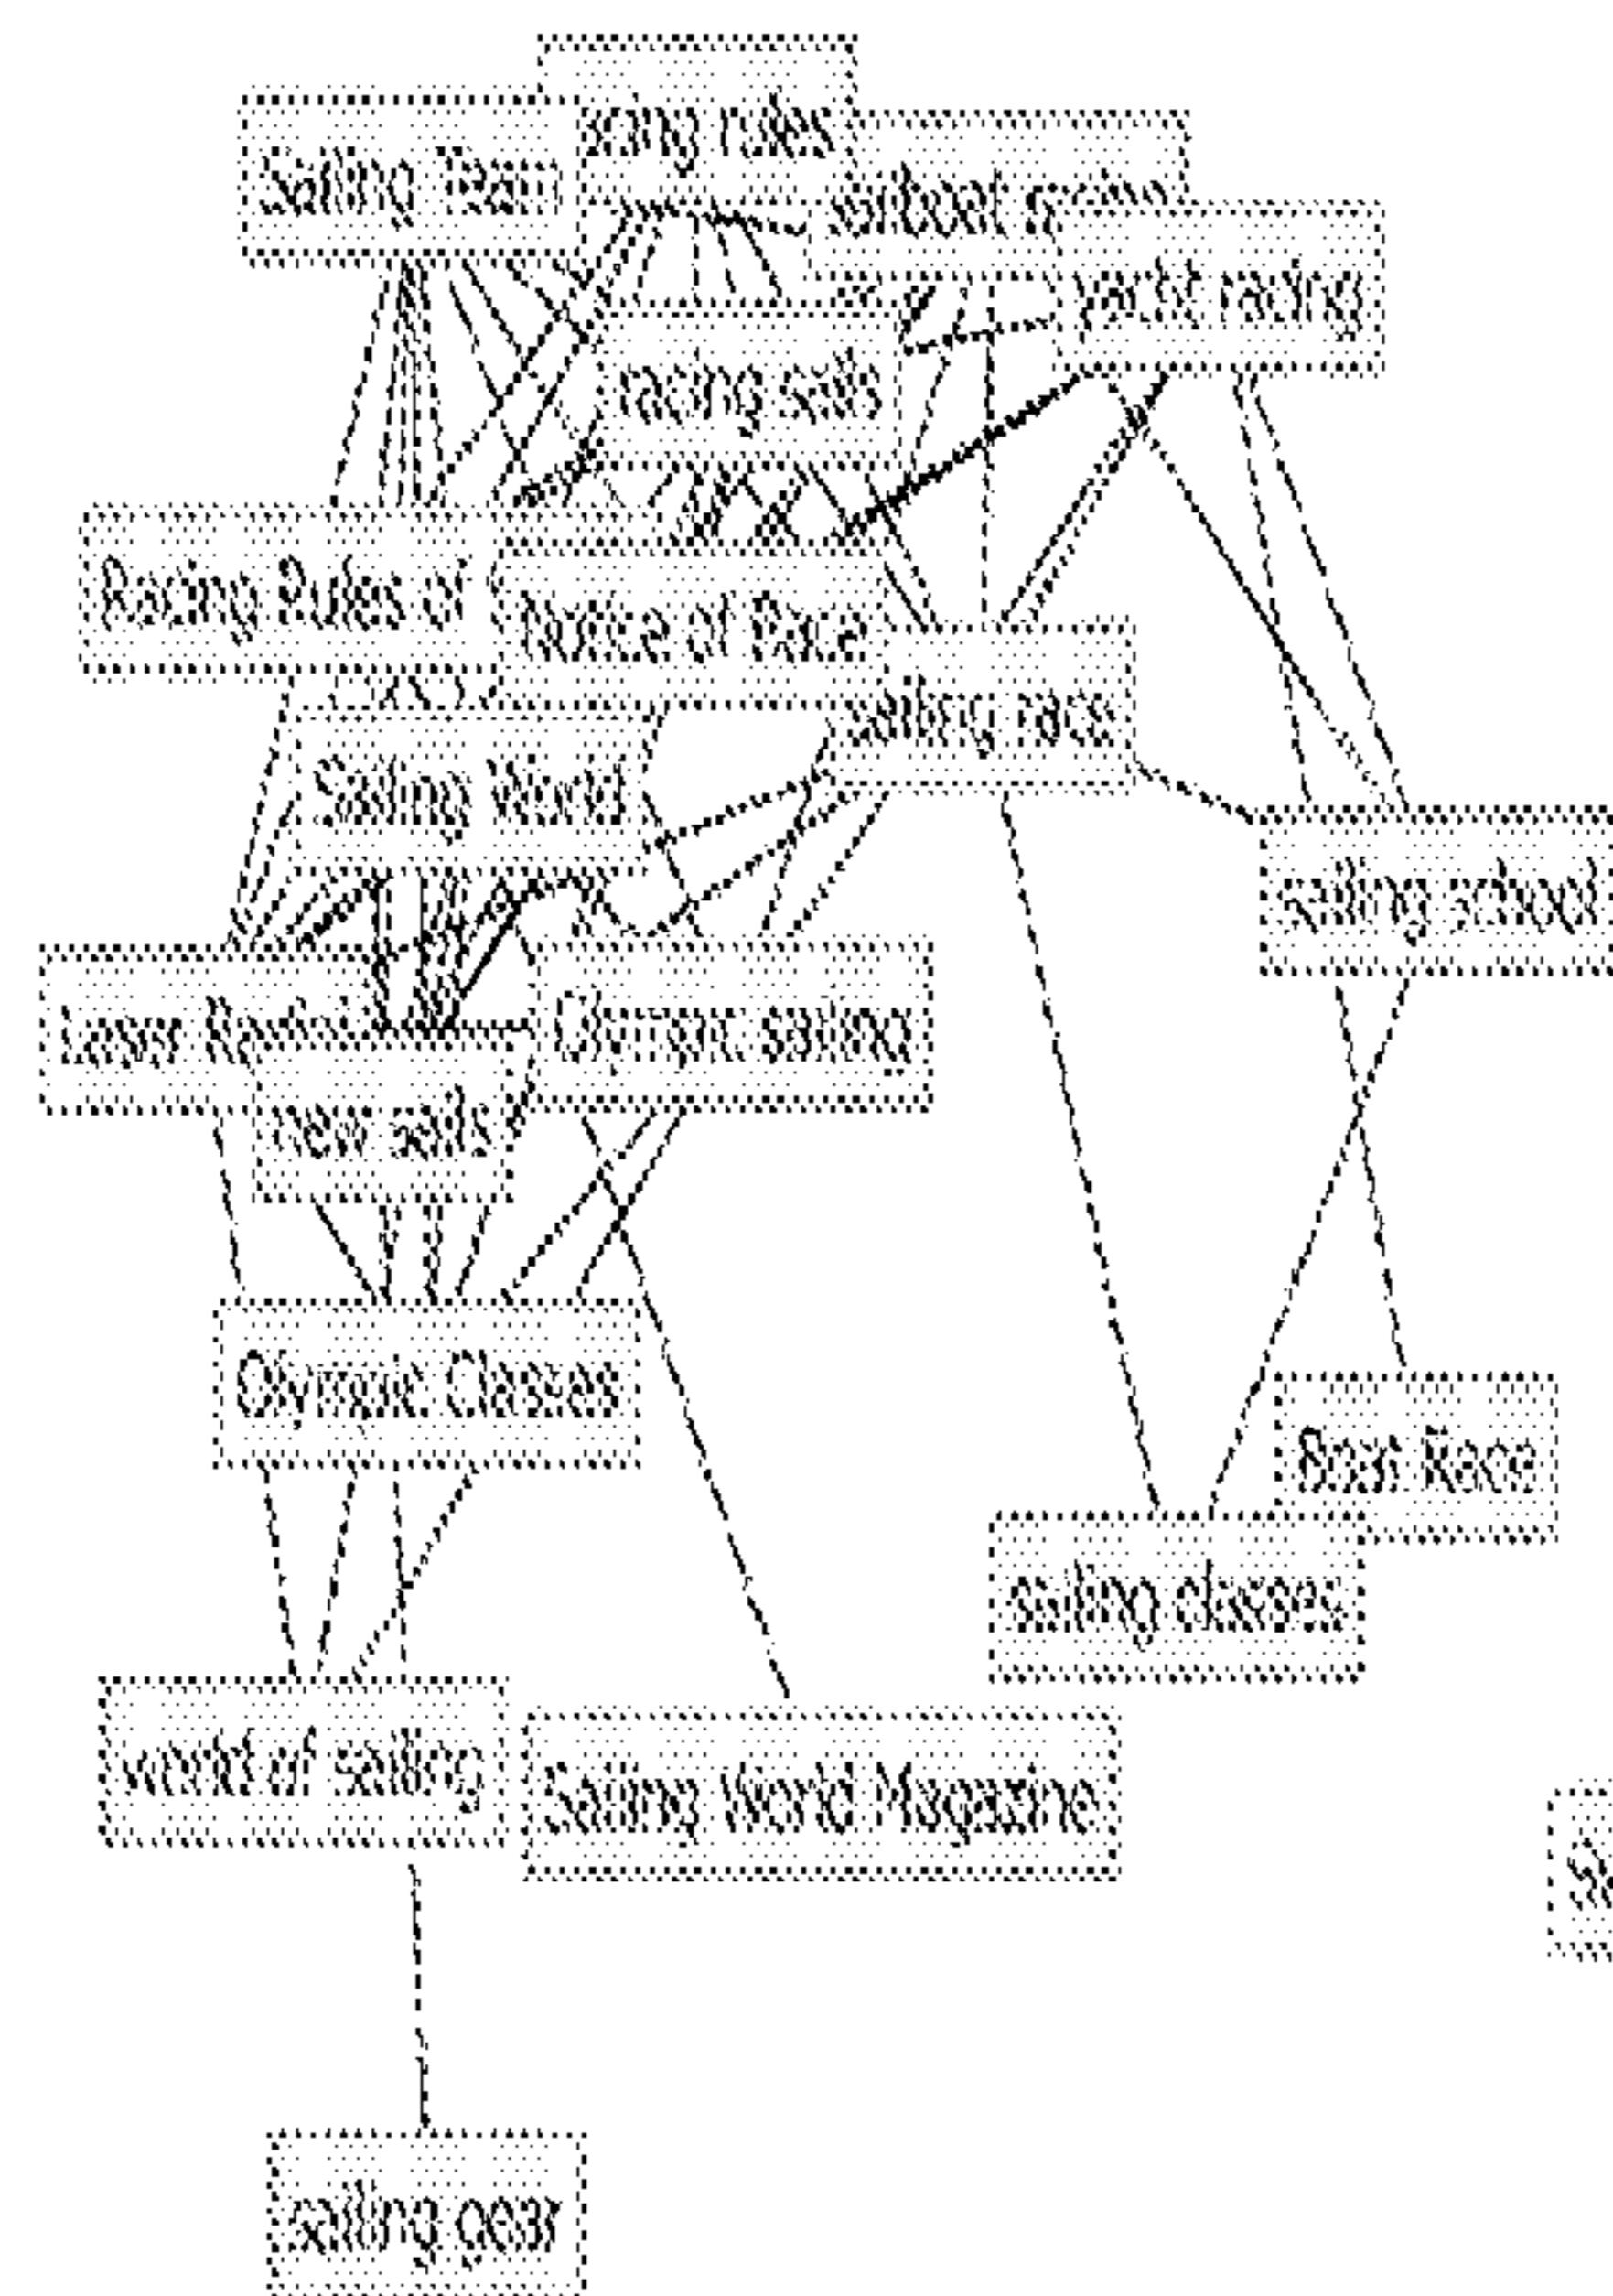 racing rules
Sailing Team
sailboat racing
yacht racing
racing sails
Racing Rules of
Notice of Race
sailing race
Sailing World
sailing school
Laser Radial
Olympic sailing
new sails
Olympic Classes
Boat Race
sailing classes
world of sailing
Sailing World Magazine
sailing gear